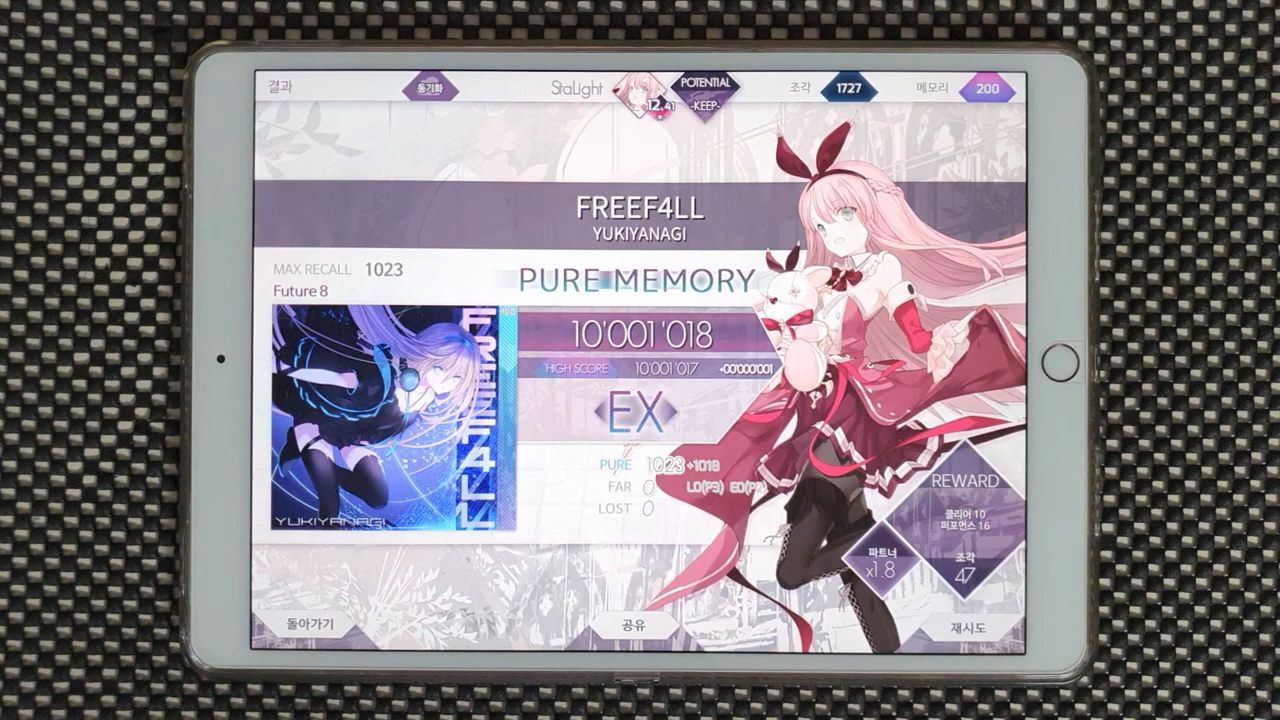 결과
동기화
StaLight
12.41
POTENTIAL
-KEEP-
조각
1727
메모리
200
FREEF4LL
YUKIYANAGI
MAX RECALL 1023
Future 8
PURE MEMORY
10'001'018
HIGH SCORE 10'001'017 +00'000'001
EX
PURE 1023 +1018
FAR 0 L0(P3) E0(P2)
LOST 0
FREEF4LL
YUKIYANAGI
REWARD
클리어 10
퍼포먼스 16
조각
47
파트너
x1.8
돌아가기
공유
재시도